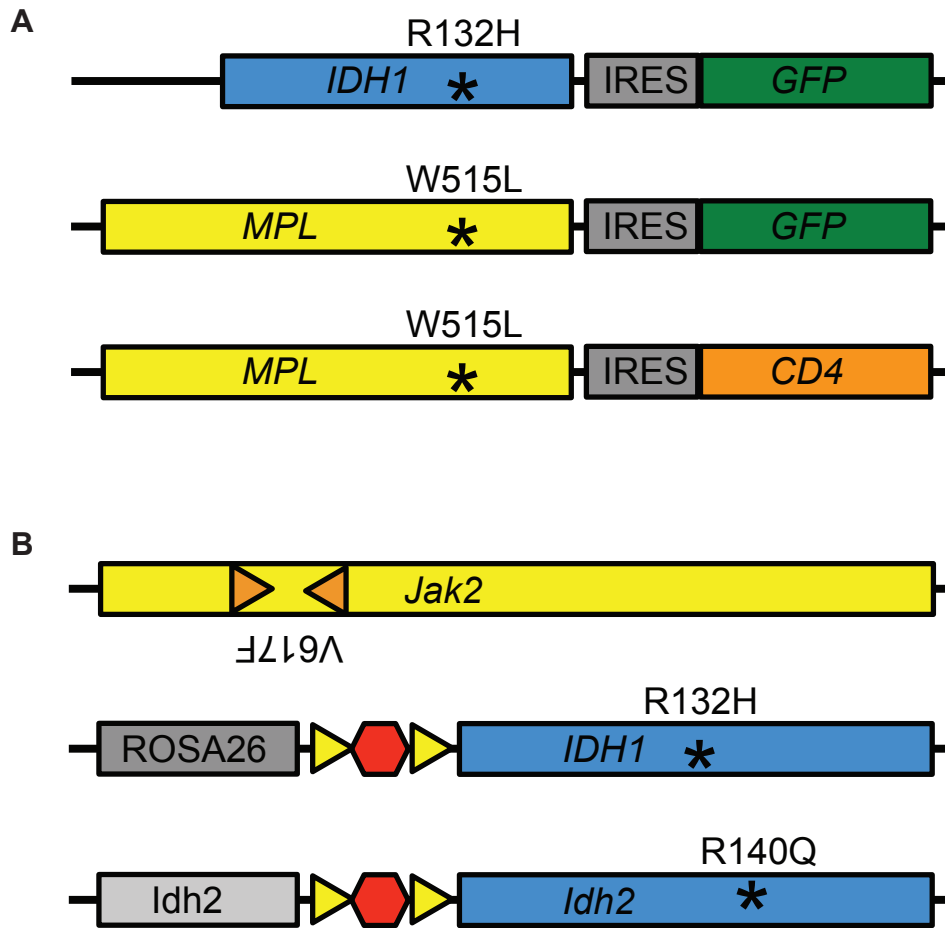 A
R132H
IDH1 * IRES GFP
W515L
MPL * IRES GFP
W515L
MPL * IRES CD4
B
Jak2
V617F
R132H
ROSA26 IDH1 *
R140Q
Idh2 Idh2 *